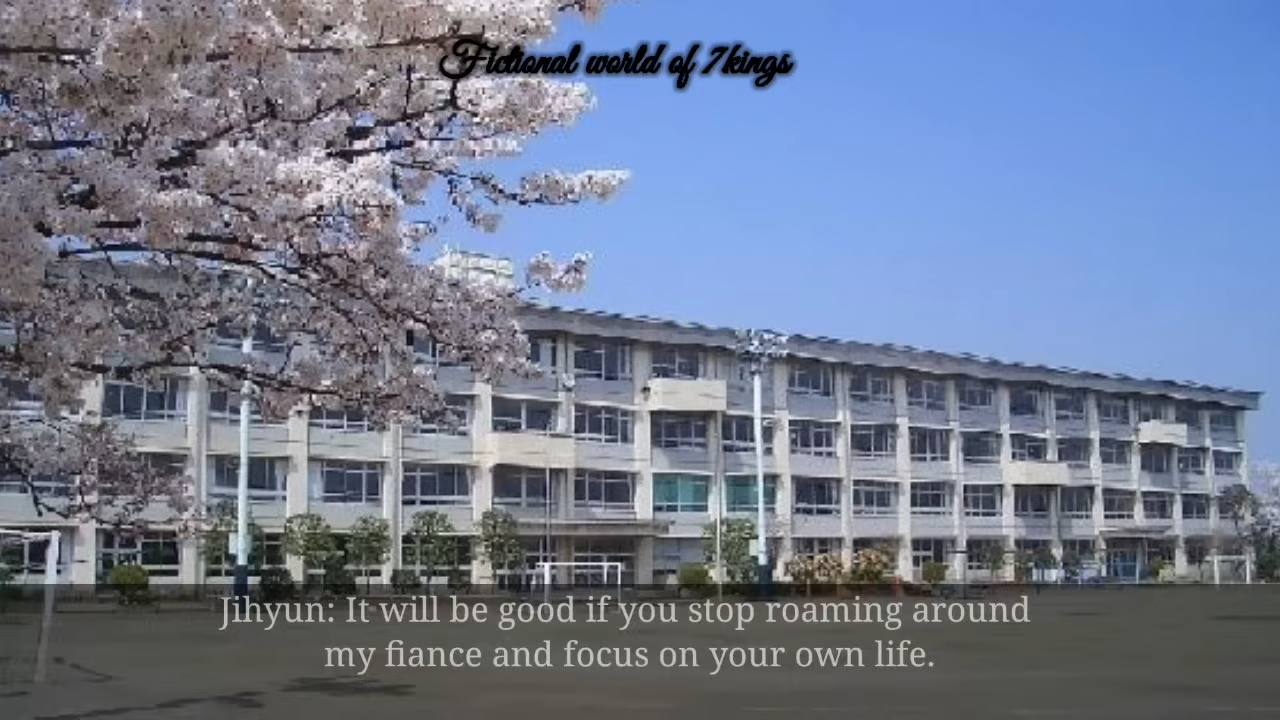 Fictional world of 7kings
Jihyun: It will be good if you stop roaming around
my fiance and focus on your own life.